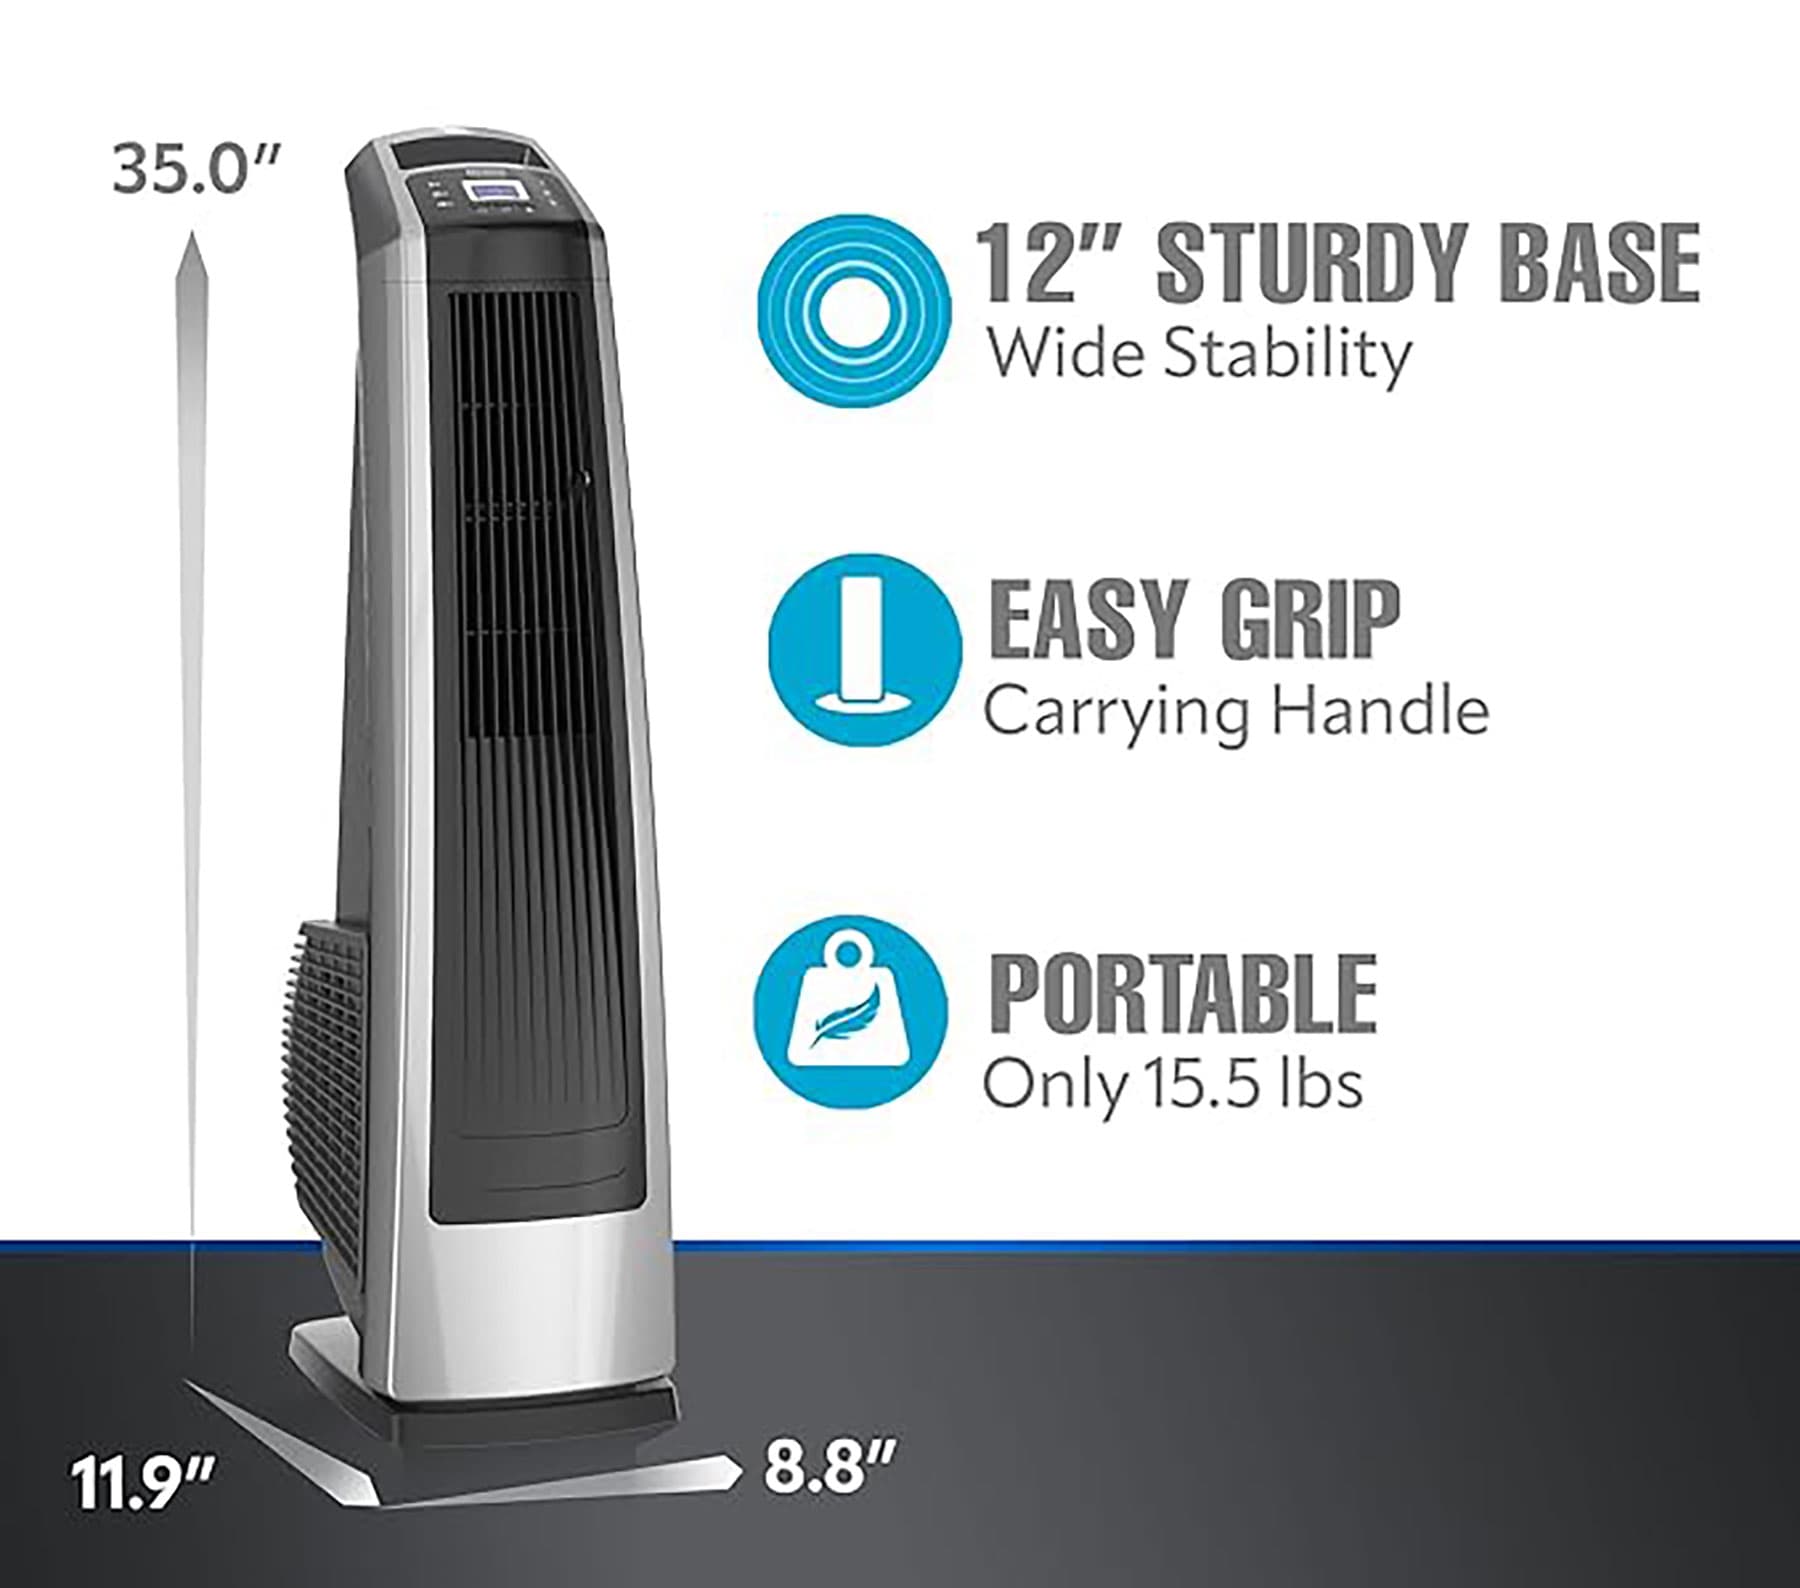 35.0"
12" STURDY BASE
Wide Stability
EASY GRIP
Carrying Handle
PORTABLE
Only 15.5 lbs
11.9"
8.8"